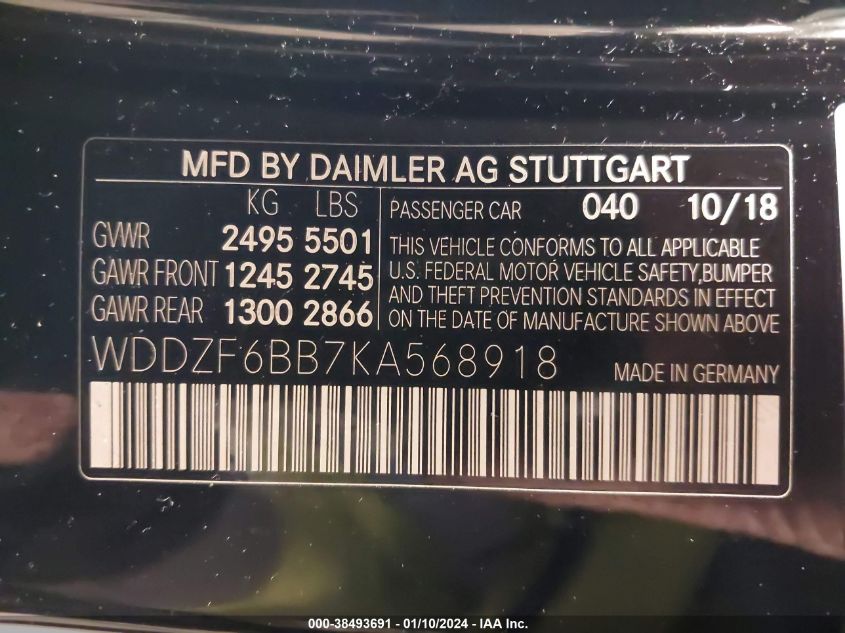 MFD BY DAIMLER AG STUTTGART
KG LBS
PASSENGER CAR 040 10/18
GVWR 2495 5501
GAWR FRONT 1245 2745
GAWR REAR 1300 2866
THIS VEHICLE CONFORMS TO ALL APPLICABLE
U.S. FEDERAL MOTOR VEHICLE SAFETY,BUMPER
AND THEFT PREVENTION STANDARDS IN EFFECT
ON THE DATE OF MANUFACTURE SHOWN ABOVE
WDDZF6BB7KA568918
MADE IN GERMANY
000-38493691 - 01/10/2024 - IAA Inc.